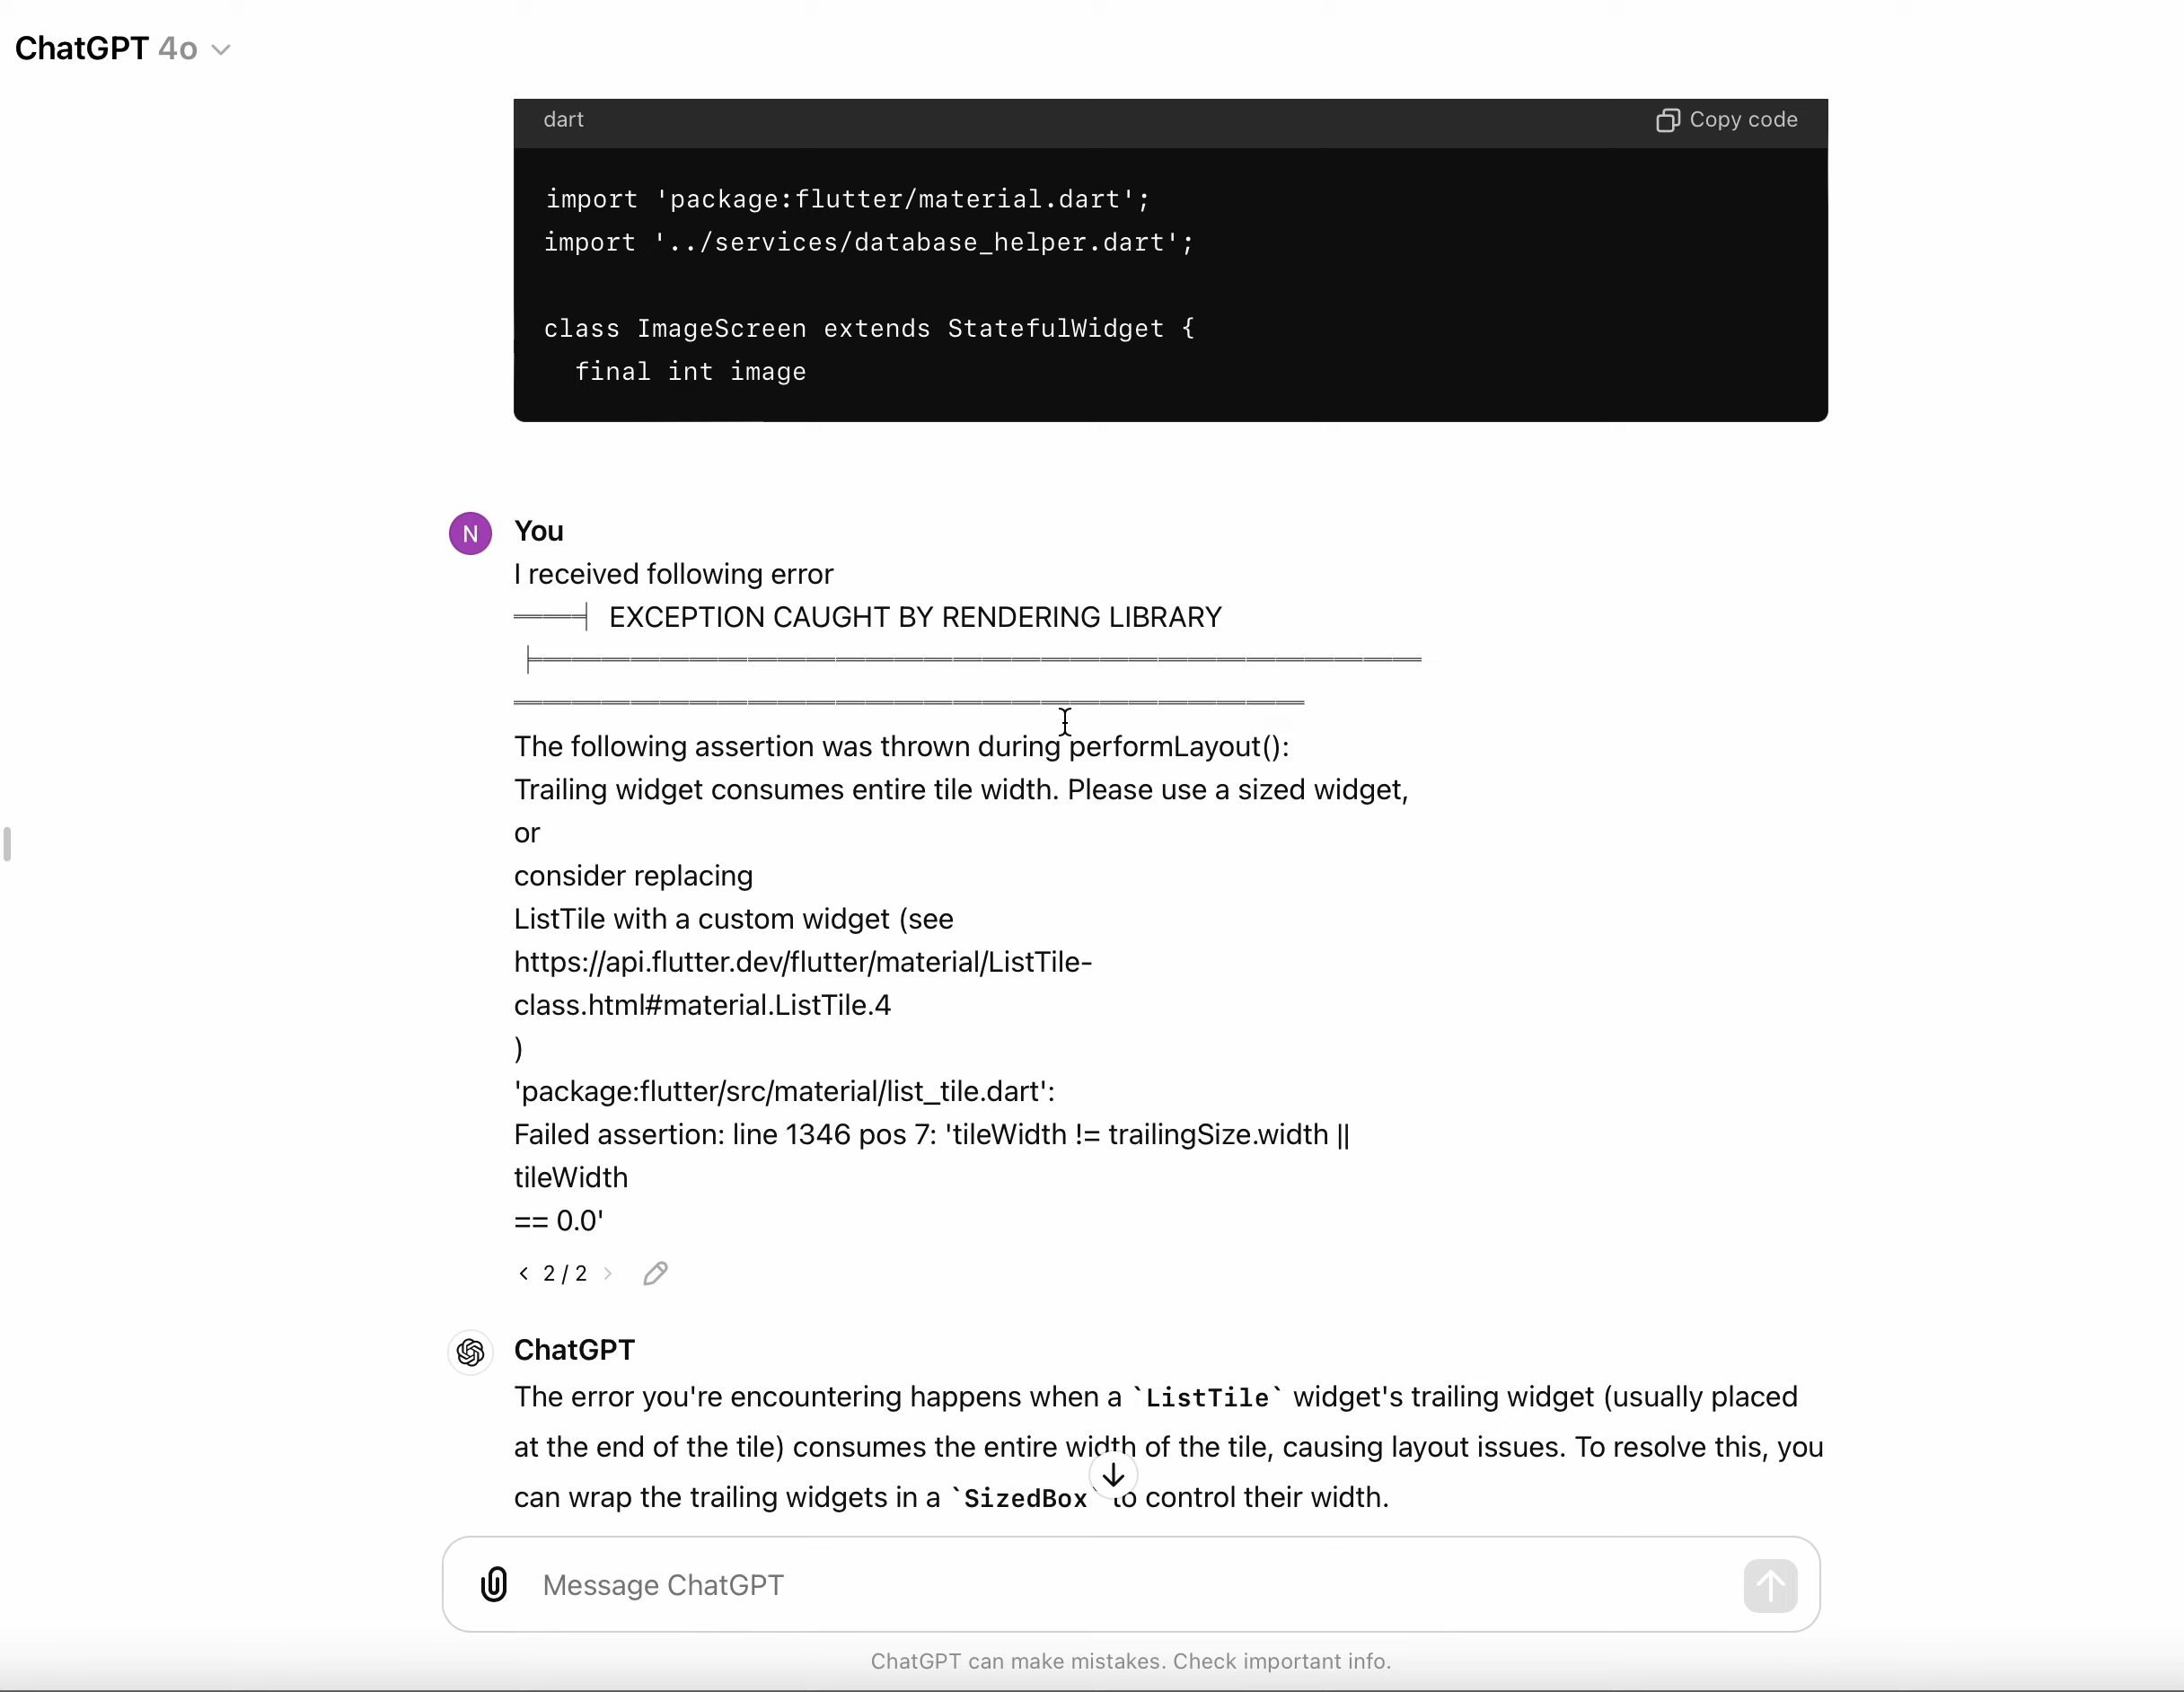 ChatGPT 4o
dart
Copy code
import 'package:flutter/material.dart';
import '../services/database_helper.dart';
class ImageScreen extends StatefulWidget {
final int image
N
You
I received following error
════╡ EXCEPTION CAUGHT BY RENDERING LIBRARY
╞═══════════════════════════════
═══════════════════════════
The following assertion was thrown during performLayout():
Trailing widget consumes entire tile width. Please use a sized widget,
or
consider replacing
ListTile with a custom widget (see
https://api.flutter.dev/flutter/material/ListTile-
class.html#material.ListTile.4
)
'package:flutter/src/material/list_tile.dart':
Failed assertion: line 1346 pos 7: 'tileWidth != trailingSize.width ||
tileWidth
== 0.0'
< 2 / 2 >
ChatGPT
The error you're encountering happens when a `ListTile` widget's trailing widget (usually placed
at the end of the tile) consumes the entire width of the tile, causing layout issues. To resolve this, you
can wrap the trailing widgets in a `SizedBox` to control their width.
Message ChatGPT
ChatGPT can make mistakes. Check important info.